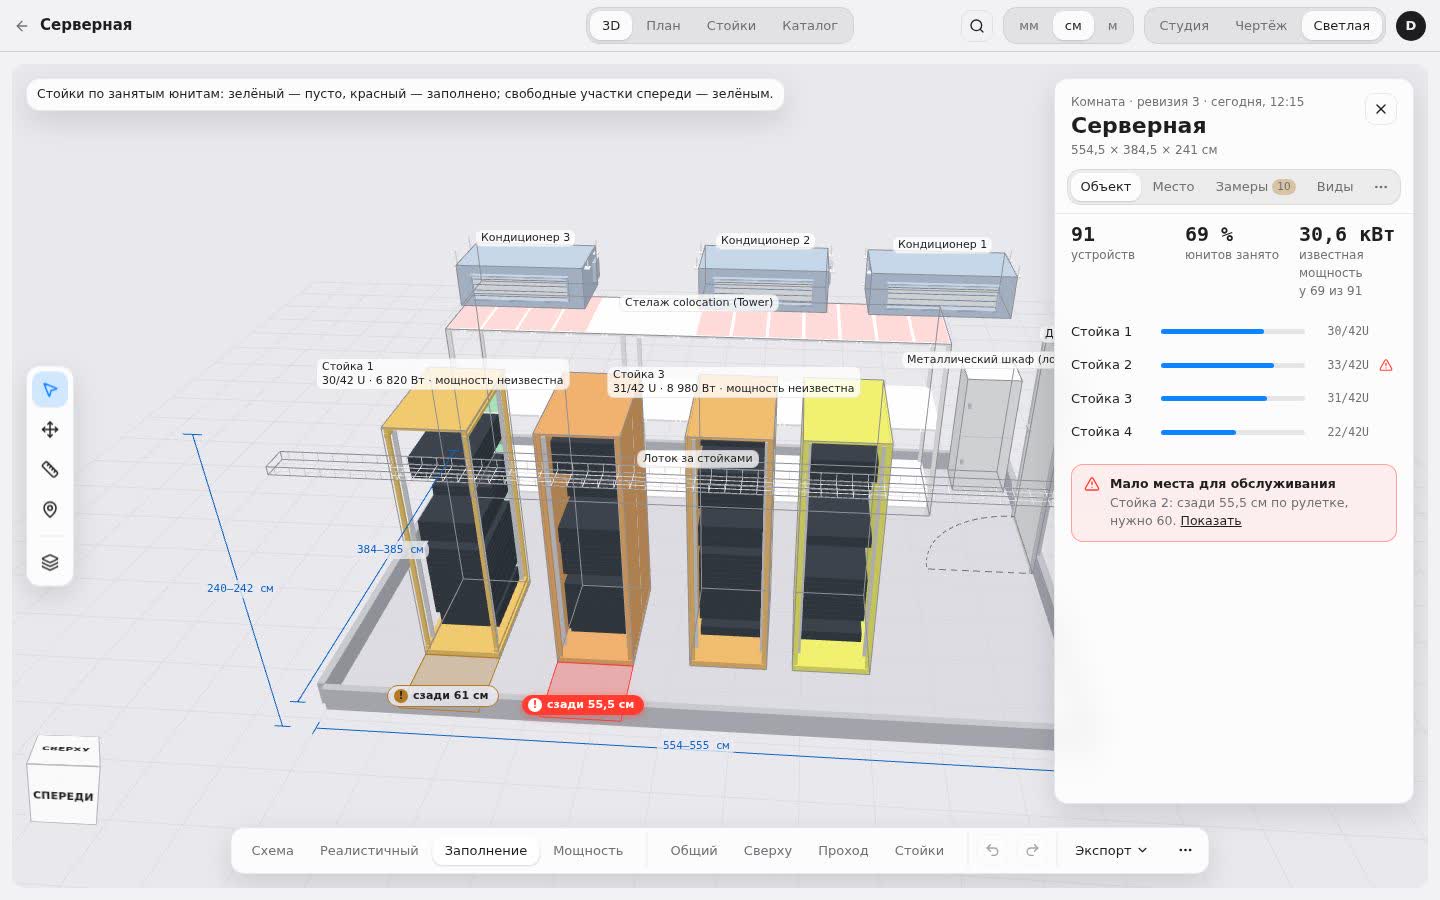 Серверная
3D План Стойки Каталог
мм см м
Студия Чертёж Светлая
D
Стойки по занятым юнитам: зелёный — пусто, красный — заполнено; свободные участки спереди — зелёным.
Комната · ревизия 3 · сегодня, 12:15
Серверная
554,5 × 384,5 × 241 см
Объект Место Замеры 10 Виды
91
устройств
69 %
юнитов занято
30,6 кВт
известная
мощность
у 69 из 91
Стойка 1 30/42U
Стойка 2 33/42U
Стойка 3 31/42U
Стойка 4 22/42U
Мало места для обслуживания
Стойка 2: сзади 55,5 см по рулетке,
нужно 60. Показать
Кондиционер 3
Кондиционер 2
Кондиционер 1
Стелаж colocation (Tower)
Д
Металлический шкаф (ло
Стойка 1
30/42 U · 6 820 Вт · мощность неизвестна
Стойка 3
31/42 U · 8 980 Вт · мощность неизвестна
Лоток за стойками
384–385 см
240–242 см
! сзади 61 см
! сзади 55,5 см
554–555 см
СВЕРХУ
СПЕРЕДИ
Схема Реалистичный Заполнение Мощность Общий Сверху Проход Стойки Экспорт